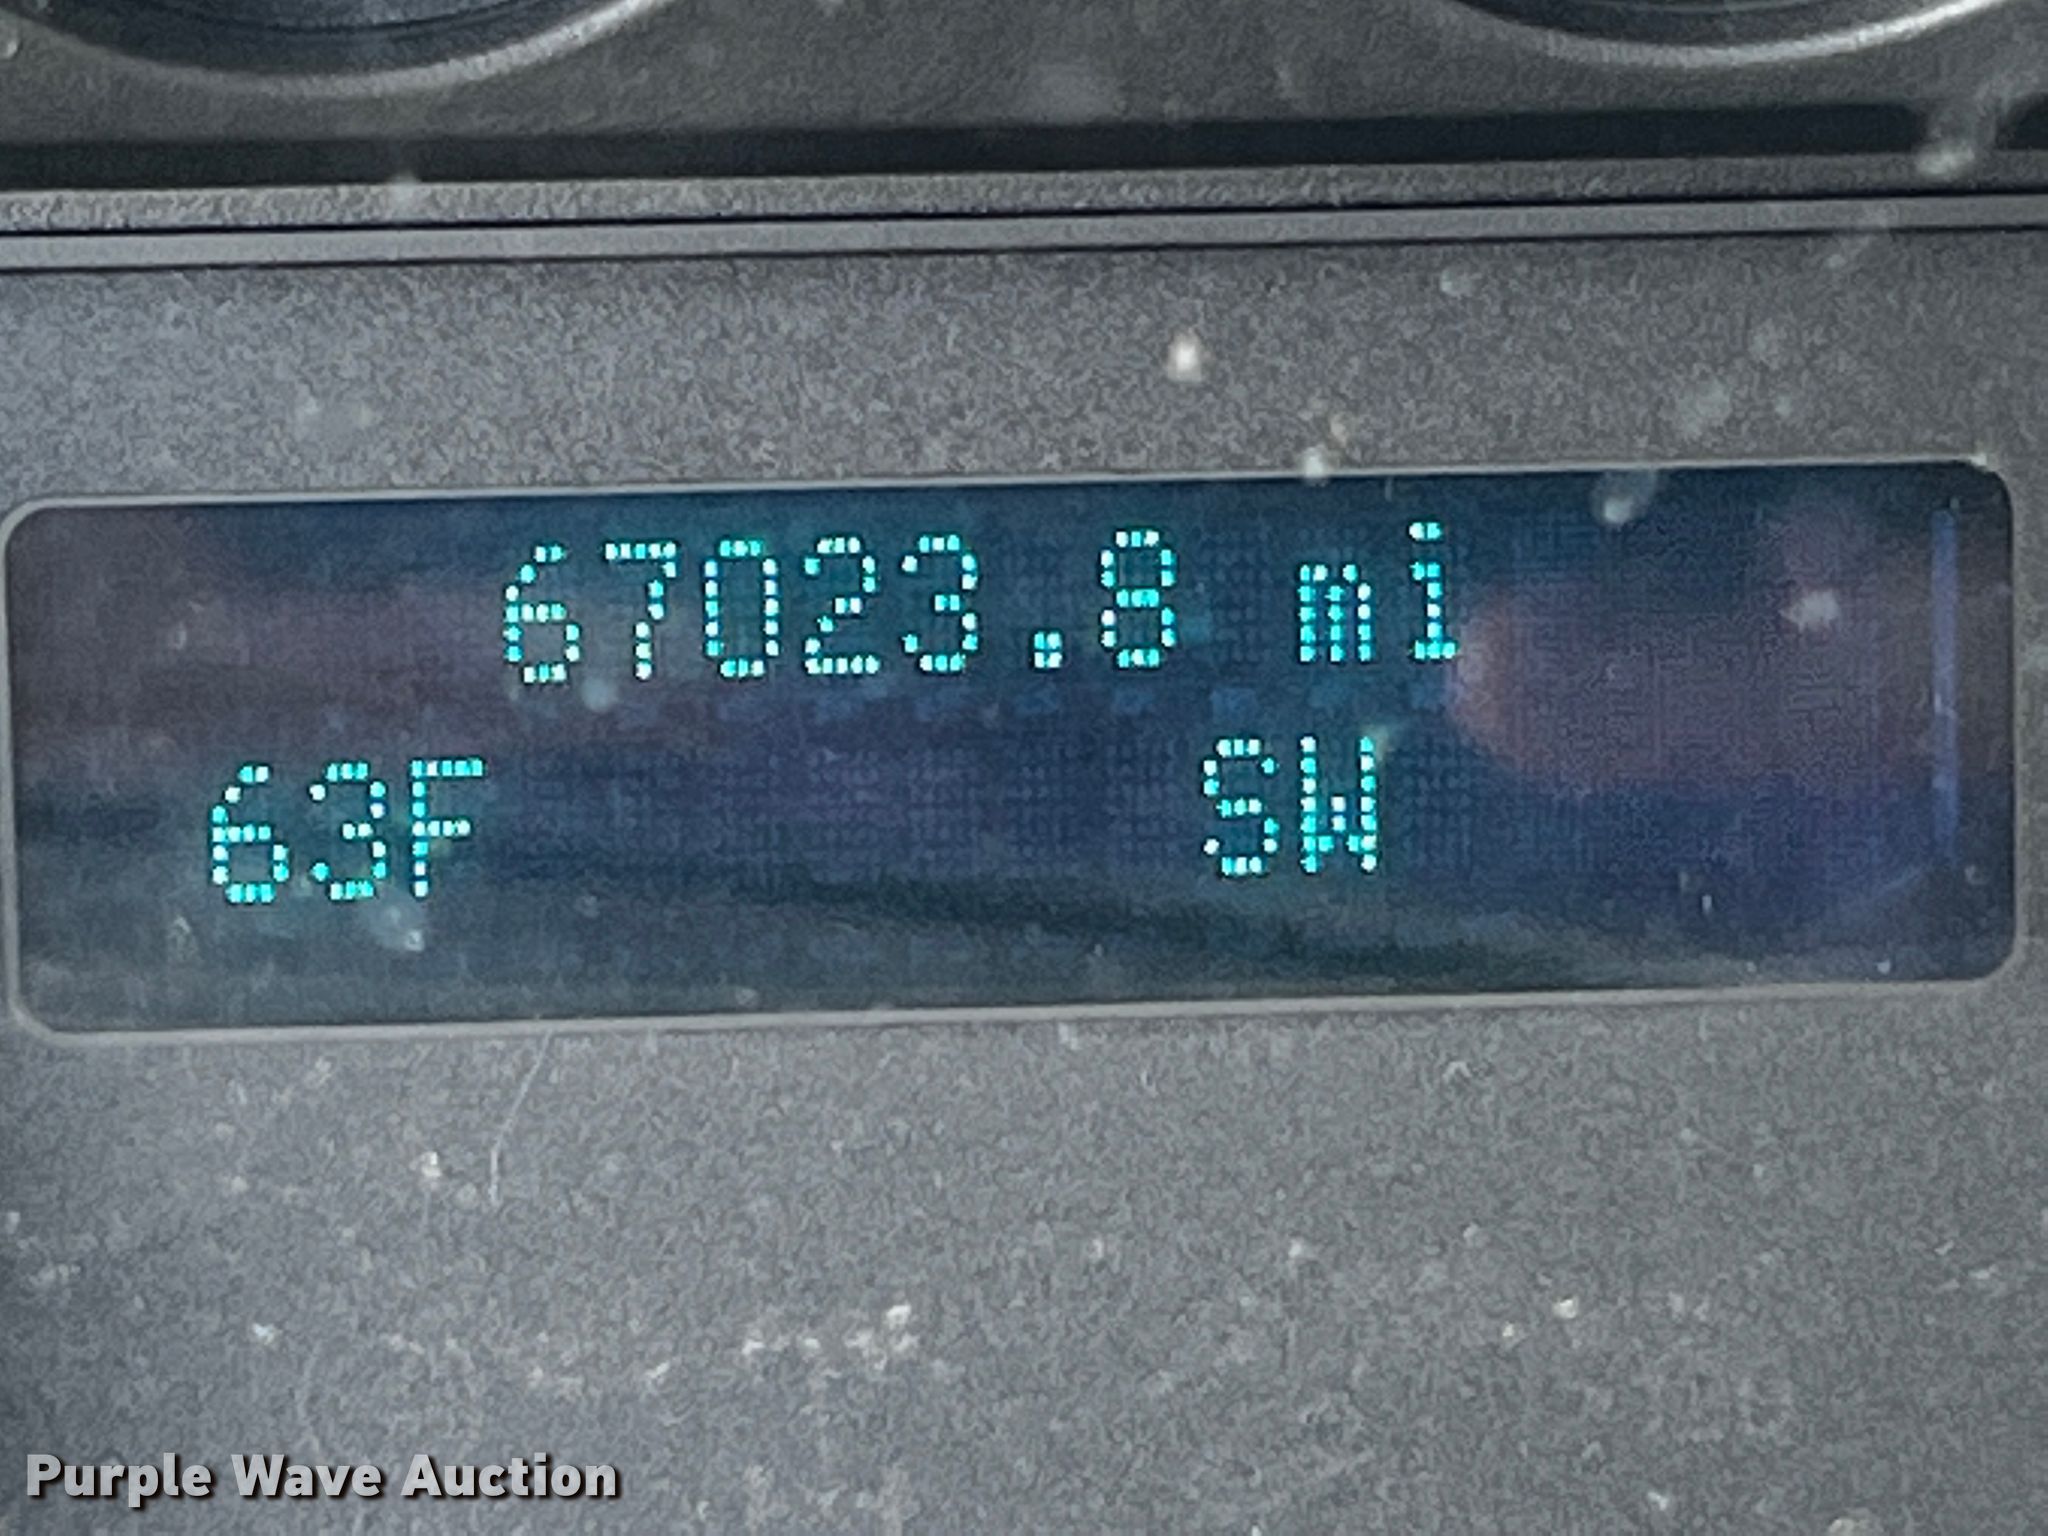 67023.8 mi
63F SW
Purple Wave Auction